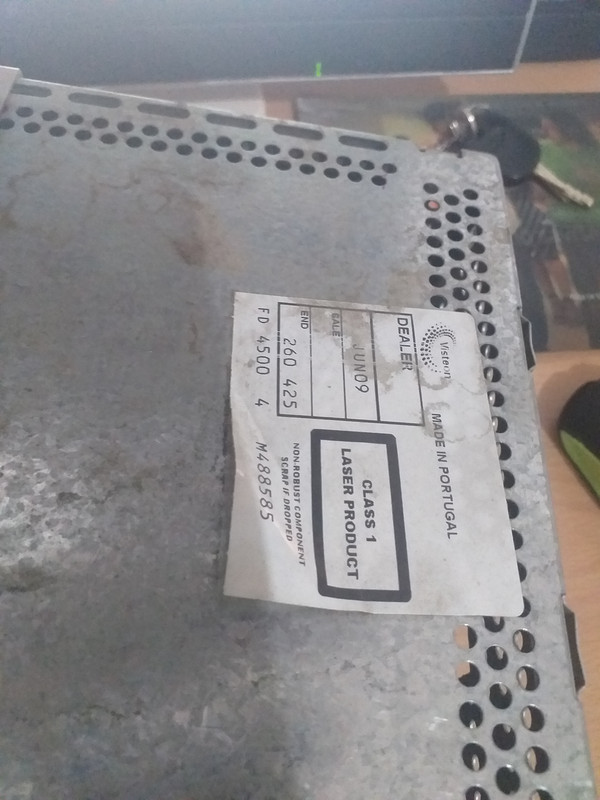 Visteon
MADE IN PORTUGAL
DEALER
JUN09
SALE
260 425
END
FD 4500 4
CLASS 1
LASER PRODUCT
NON-ROBUST COMPONENT
SCRAP IF DROPPED
M488585